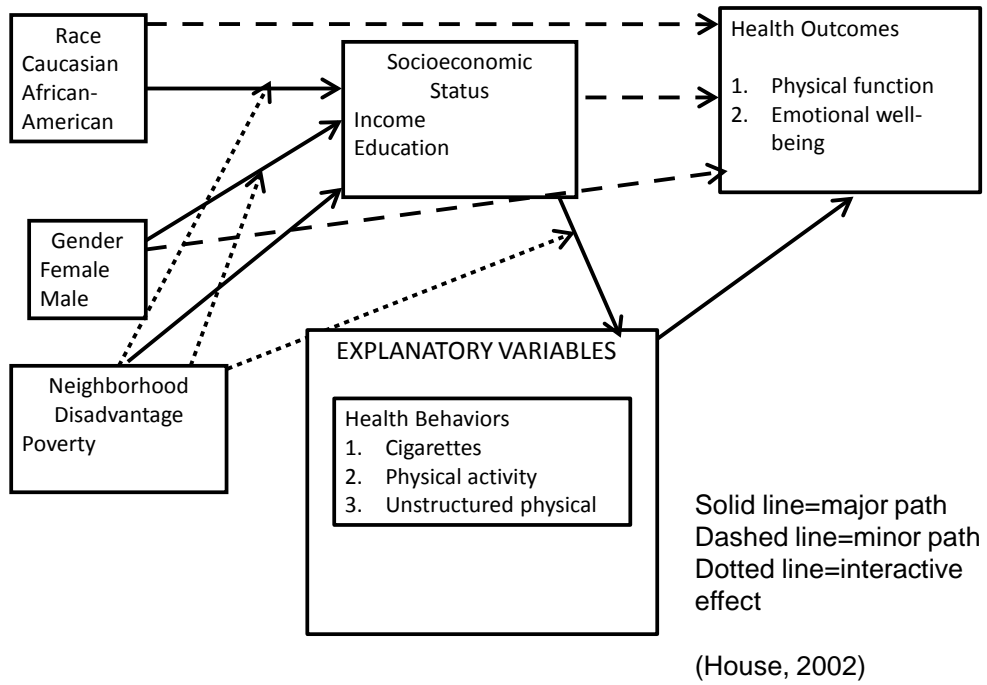 Race
Caucasian
African-
American
Socioeconomic
Status
Income
Education
Health Outcomes
1. Physical function
2. Emotional well-
being
Gender
Female
Male
Neighborhood
Disadvantage
Poverty
EXPLANATORY VARIABLES
Health Behaviors
1. Cigarettes
2. Physical activity
3. Unstructured physical
Solid line=major path
Dashed line=minor path
Dotted line=interactive
effect
(House, 2002)